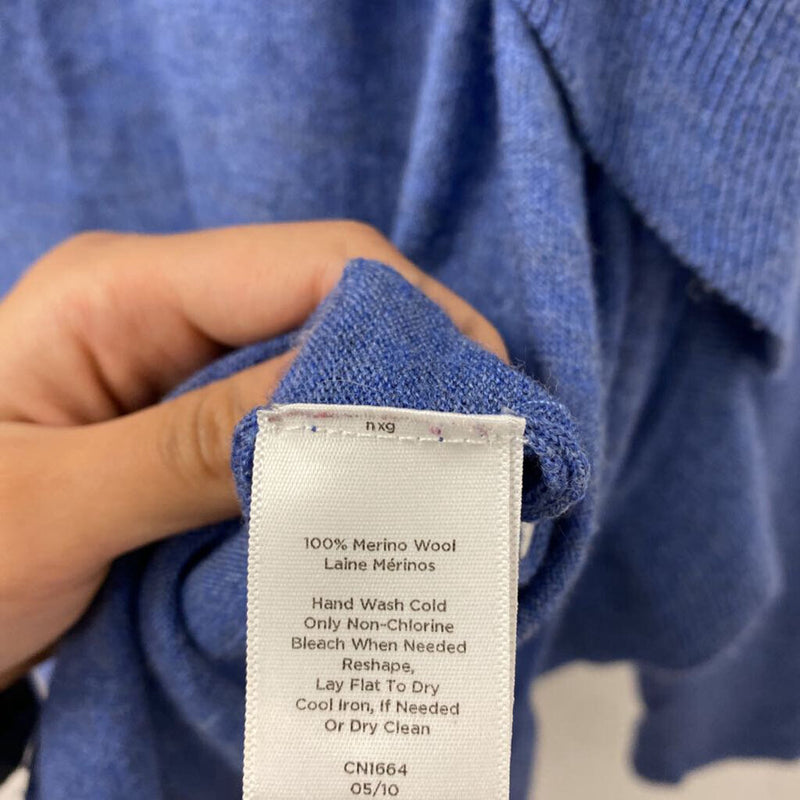 nxg
100% Merino Wool
Laine Mérinos
Hand Wash Cold
Only Non-Chlorine
Bleach When Needed
Reshape,
Lay Flat To Dry
Cool Iron, If Needed
Or Dry Clean
CN1664
05/10